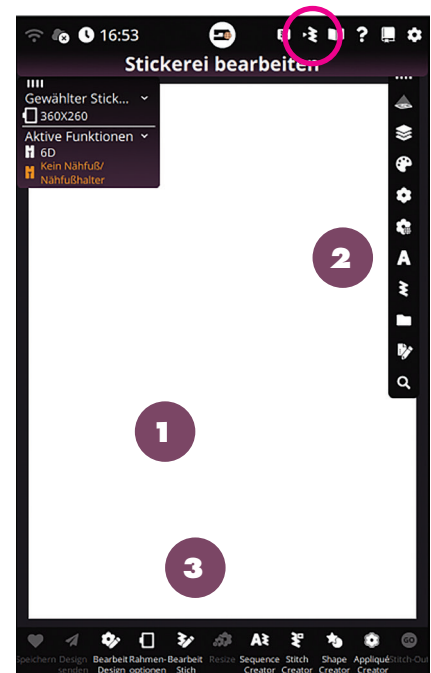 16:53
?
Stickerei bearbeiten
Gewählter Stick...
360X260
Aktive Funktionen
6D
Kein Nähfuß/
Nähfußhalter
2
A
1
3
GO
Speichern Design Bearbeit Rahmen- Bearbeit Resize Sequence Stitch Shape Appliqué Stitch-Out
senden Design optionen Stich Creator Creator Creator Creator